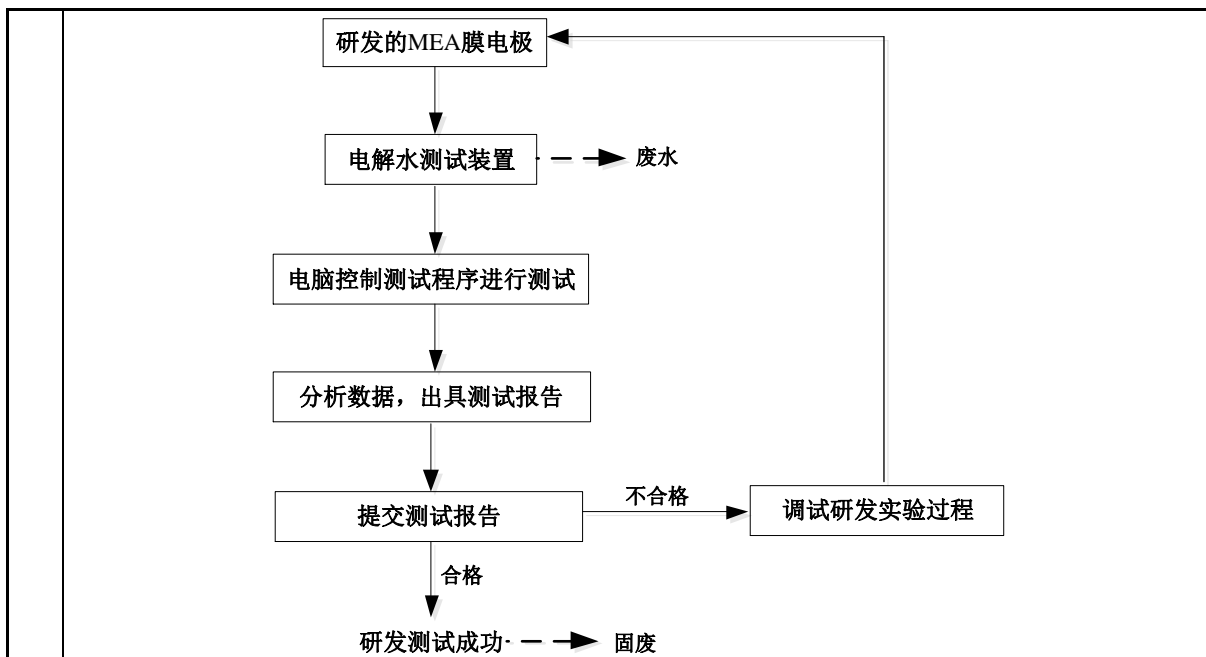 研发的MEA膜电极
电解水测试装置
废水
电脑控制测试程序进行测试
分析数据，出具测试报告
提交测试报告
不合格
调试研发实验过程
合格
研发测试成功
固废